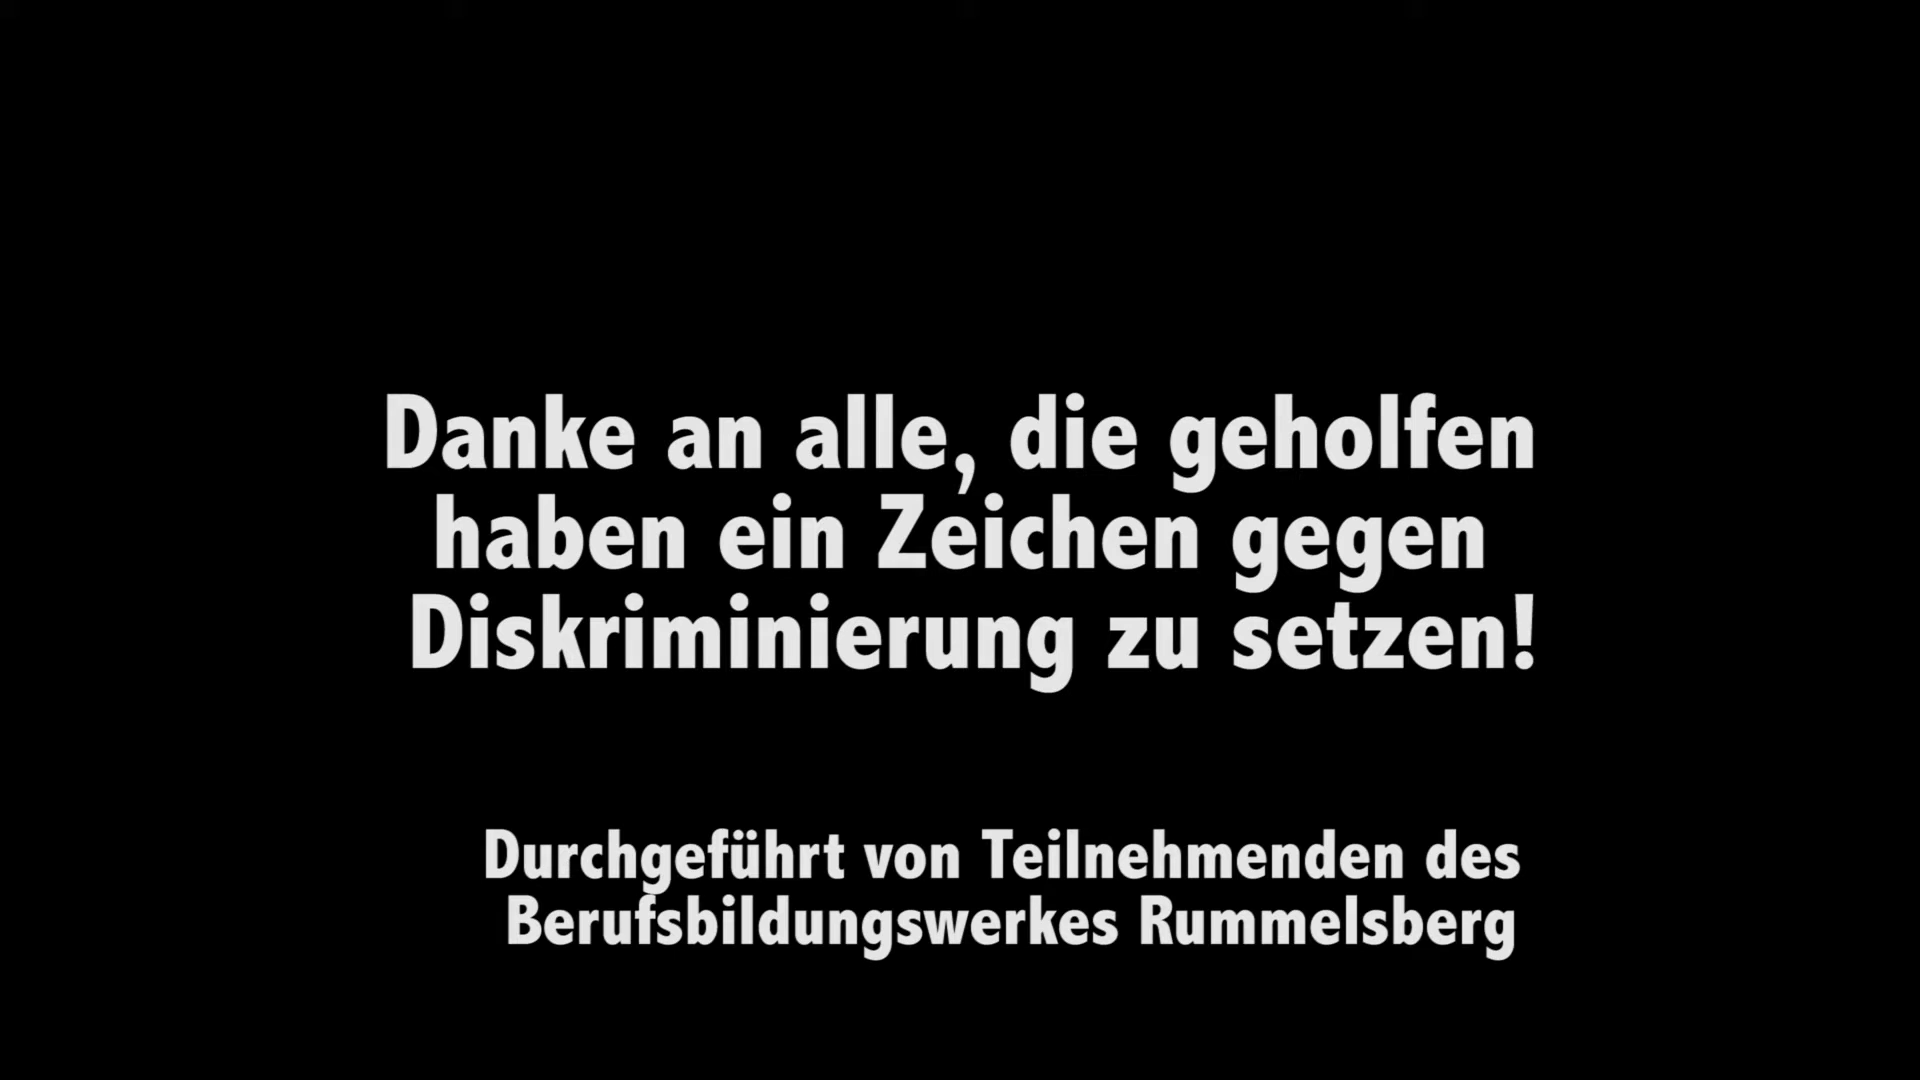 Danke an alle, die geholfen
haben ein Zeichen gegen
Diskriminierung zu setzen!
Durchgeführt von Teilnehmenden des
Berufsbildungswerkes Rummelsberg